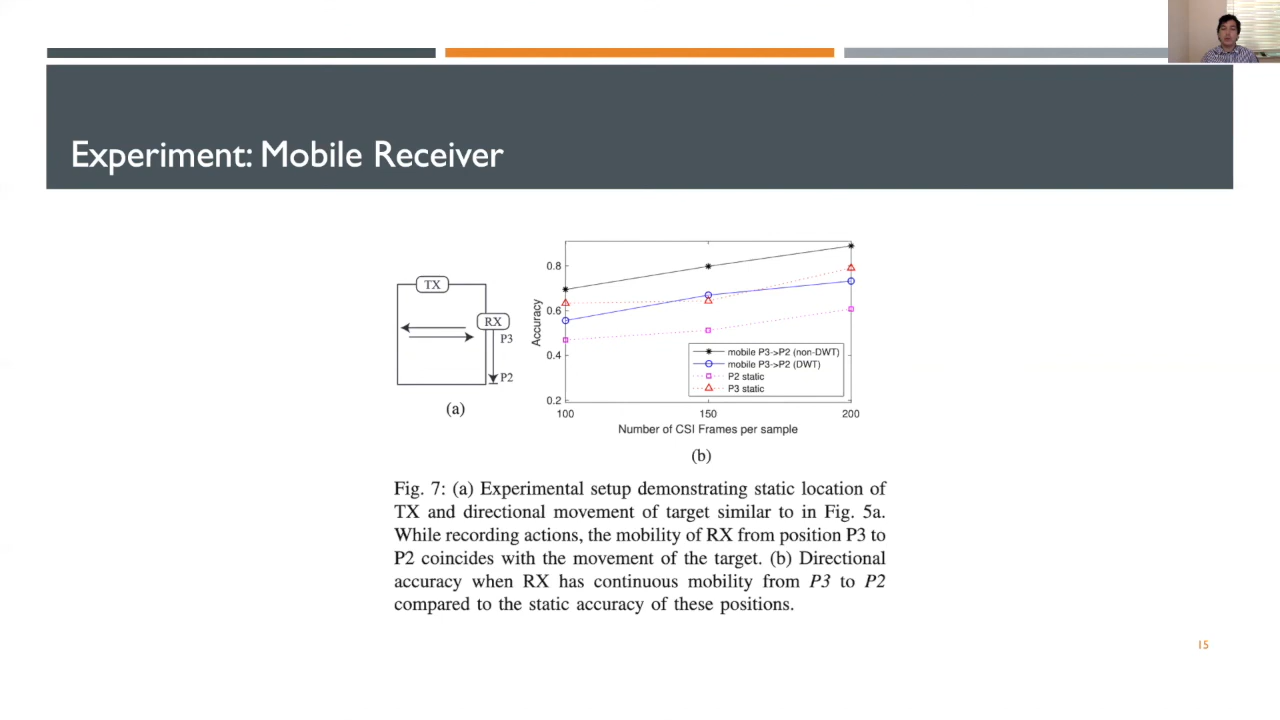 Experiment: Mobile Receiver
TX
RX
P3
P2
(a)
0.8
0.6
0.4
0.2
Accuracy
100
150
200
Number of CSI Frames per sample
mobile P3->P2 (non-DWT)
mobile P3->P2 (DWT)
P2 static
P3 static
(b)
Fig. 7: (a) Experimental setup demonstrating static location of
TX and directional movement of target similar to in Fig. 5a.
While recording actions, the mobility of RX from position P3 to
P2 coincides with the movement of the target. (b) Directional
accuracy when RX has continuous mobility from P3 to P2
compared to the static accuracy of these positions.
15